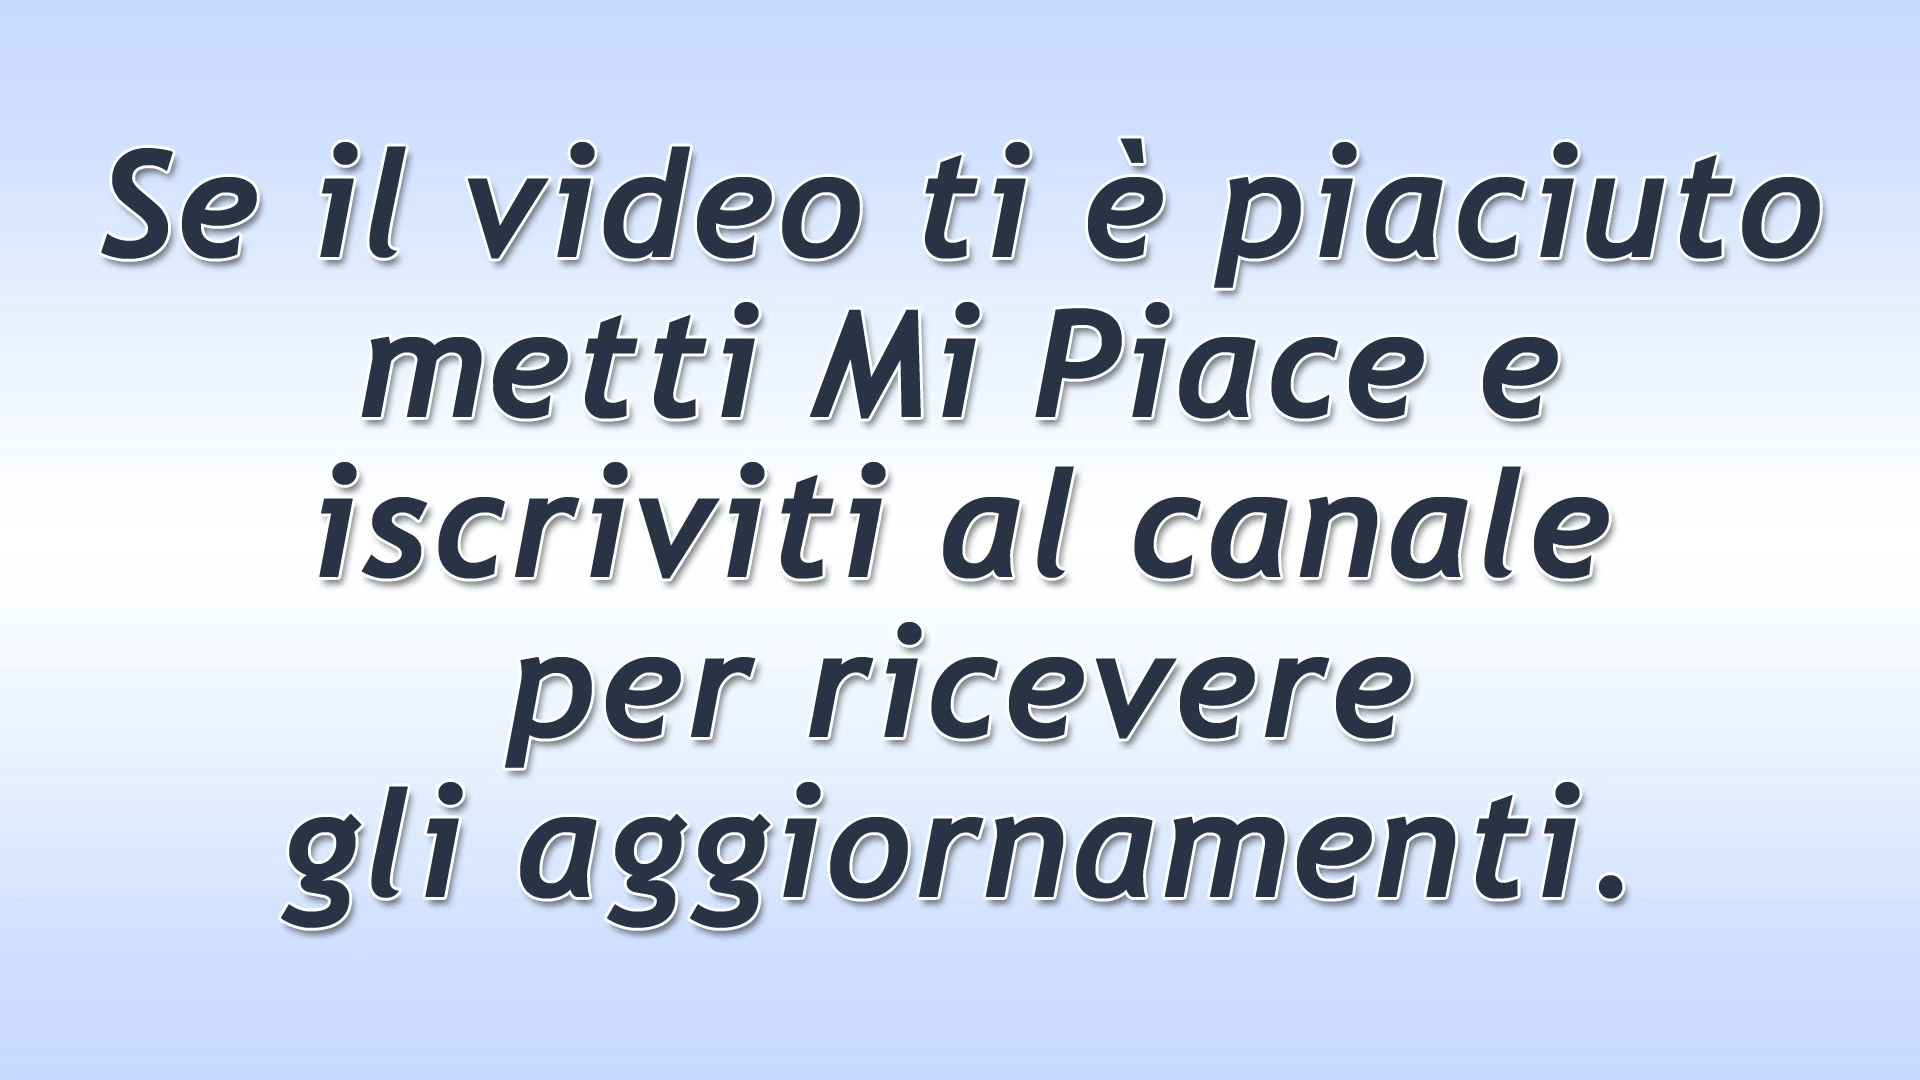 Se il video ti è piaciuto
metti Mi Piace e
iscriviti al canale
per ricevere
gli aggiornamenti.